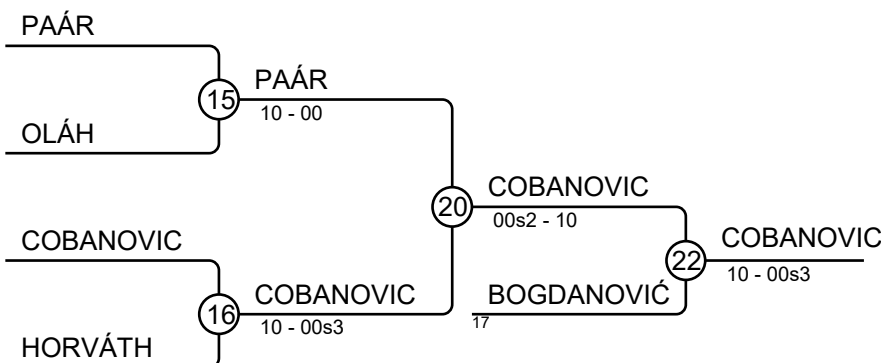 PAÁR
15
PAÁR
10 - 00
OLÁH
20
COBANOVIC
00s2 - 10
COBANOVIC
16
COBANOVIC
10 - 00s3
HORVÁTH
BOGDANOVIĆ
17
22
COBANOVIC
10 - 00s3